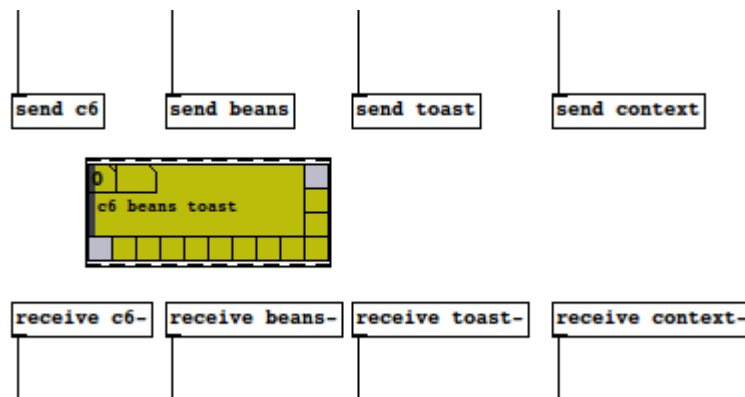 send c6
send beans
send toast
send context
0
c6 beans toast
receive c6-
receive beans-
receive toast-
receive context-